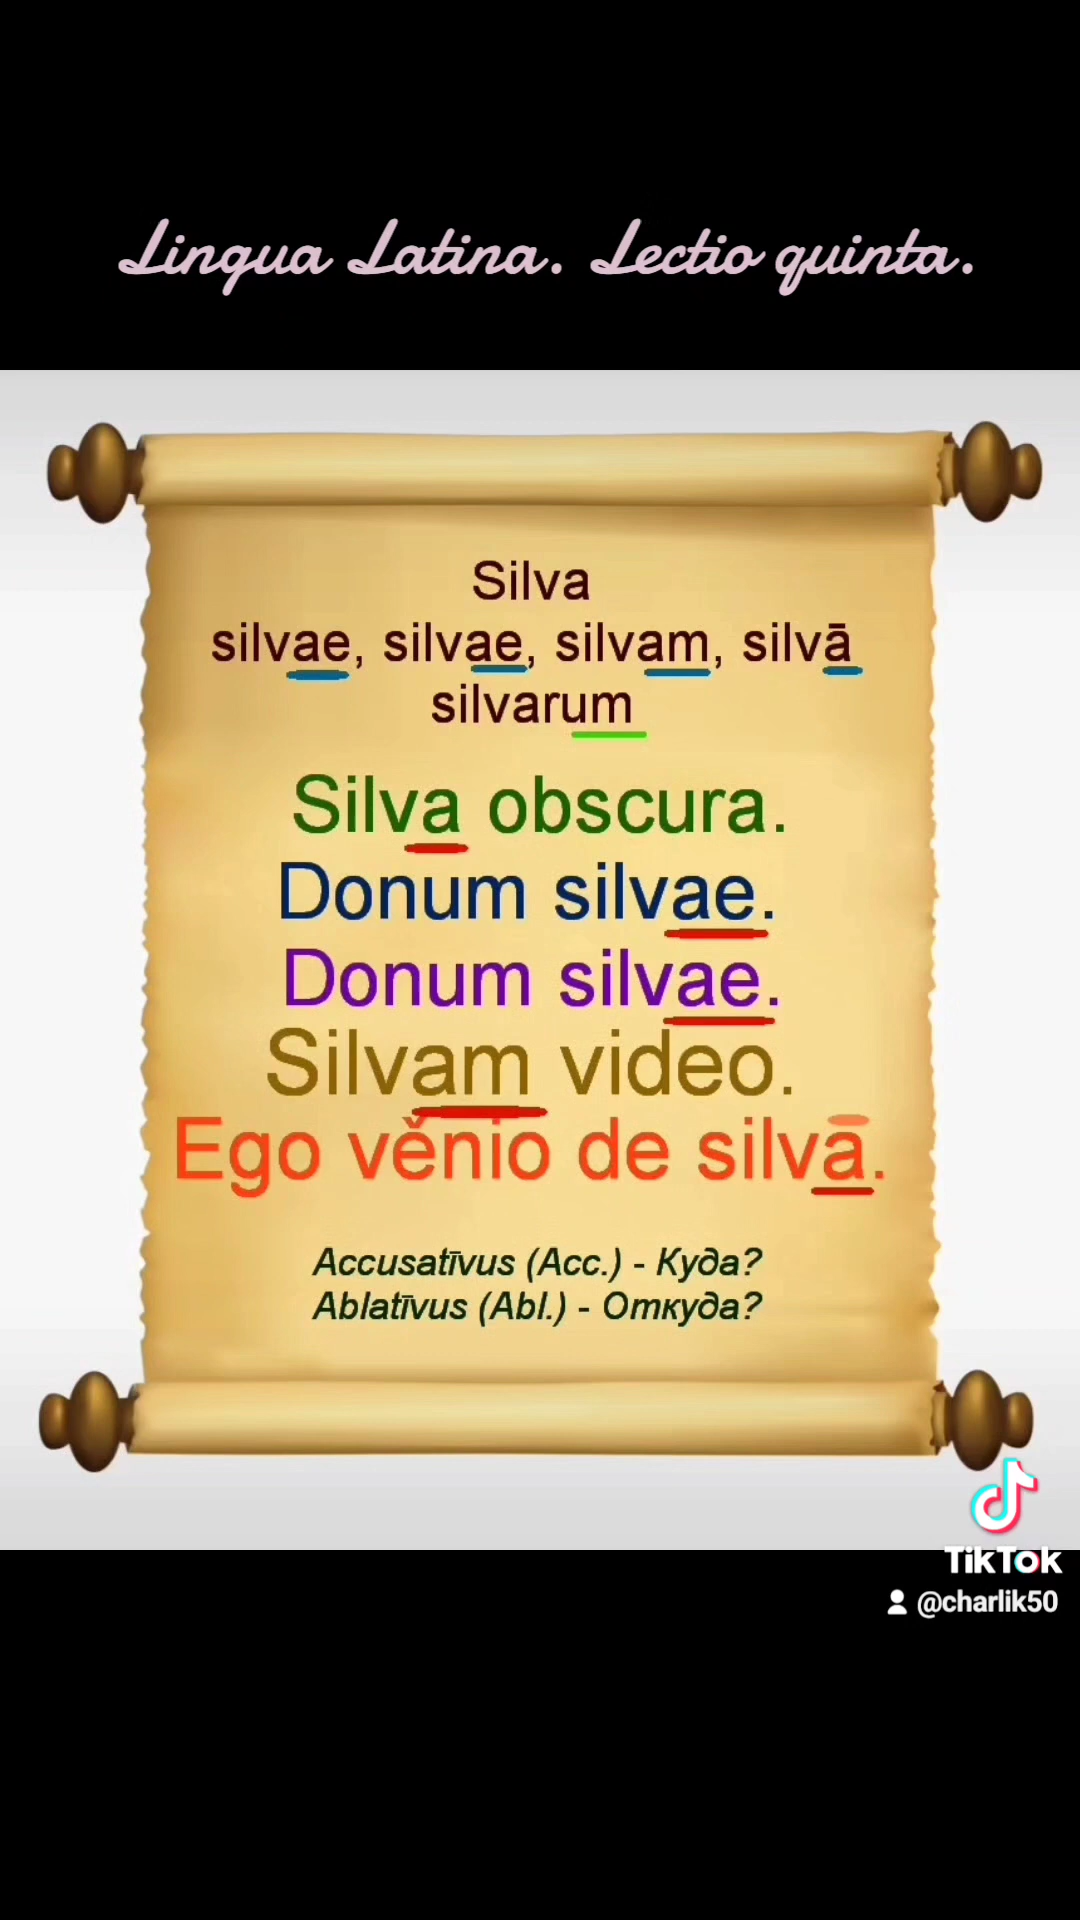 Lingua Latina. Lectio quinta.
Silva
silvae, silvae, silvam, silvā
silvarum
Silva obscura.
Donum silvae.
Donum silvae.
Silvam video.
Ego vĕnio de silvā.
Accusatīvus (Acc.) - Куда?
Ablatīvus (Abl.) - Откуда?
TikTok
@charlik50